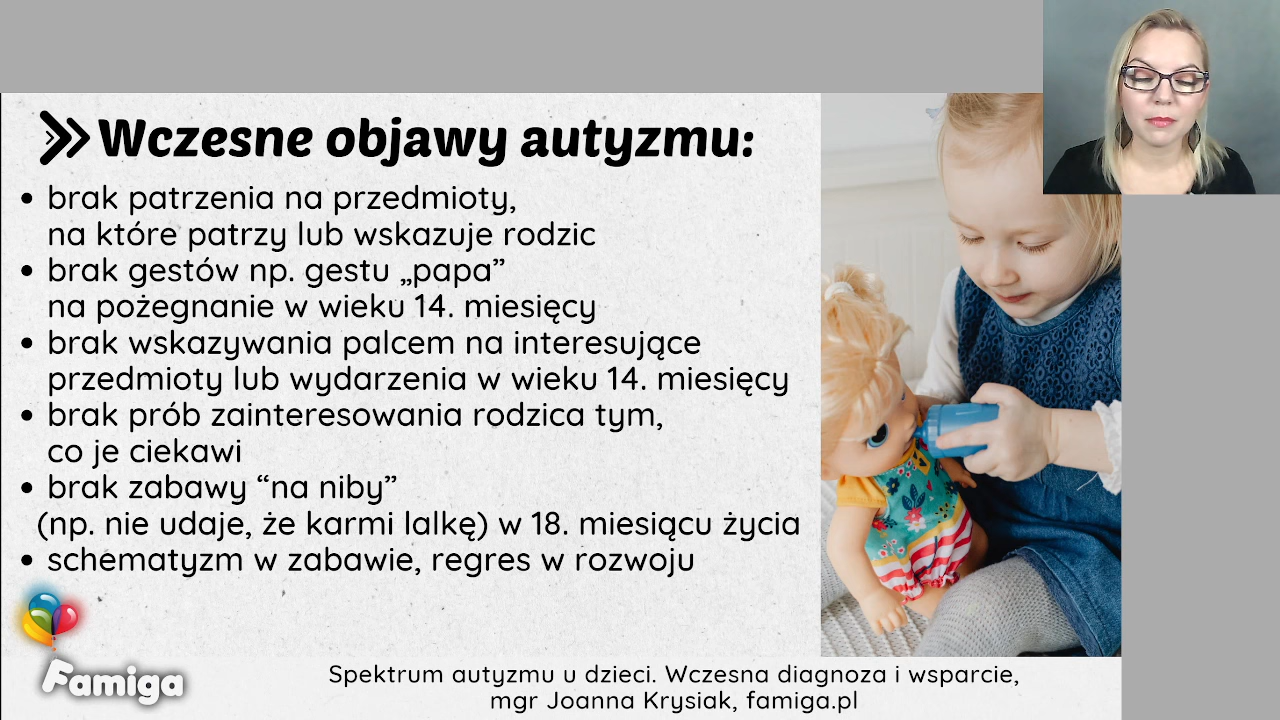 Wczesne objawy autyzmu:
• brak patrzenia na przedmioty,
na które patrzy lub wskazuje rodzic
• brak gestów np. gestu „papa”
na pożegnanie w wieku 14. miesięcy
• brak wskazywania palcem na interesujące
przedmioty lub wydarzenia w wieku 14. miesięcy
• brak prób zainteresowania rodzica tym,
co je ciekawi
• brak zabawy “na niby”
(np. nie udaje, że karmi lalkę) w 18. miesiącu życia
• schematyzm w zabawie, regres w rozwoju
Famiga
Spektrum autyzmu u dzieci. Wczesna diagnoza i wsparcie,
mgr Joanna Krysiak, famiga.pl